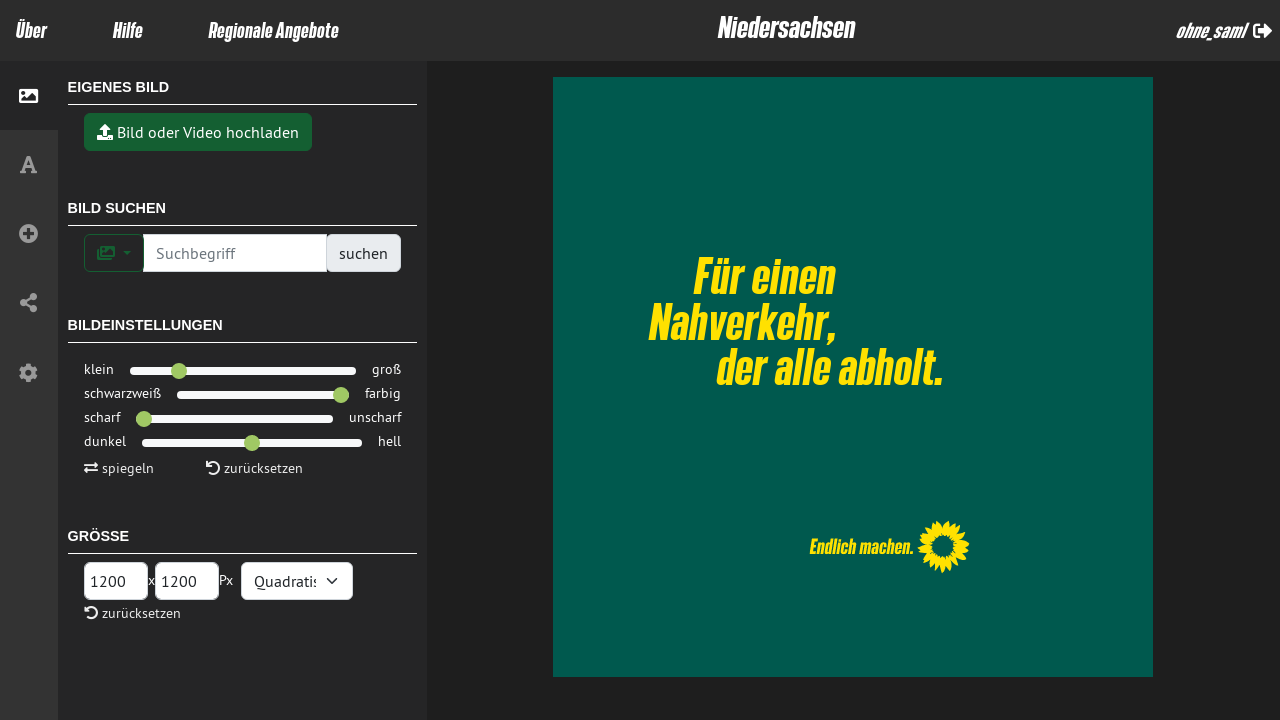 Über
Hilfe
Regionale Angebote
Niedersachsen
ohne_saml
EIGENES BILD
Bild oder Video hochladen
BILD SUCHEN
Suchbegriff
suchen
BILDEINSTELLUNGEN
klein
groß
schwarzweiß
farbig
scharf
unscharf
dunkel
hell
spiegeln
zurücksetzen
GRÖSSE
1200 x 1200 Px
Quadratis
zurücksetzen
Für einen
Nahverkehr,
der alle abholt.
Endlich machen.